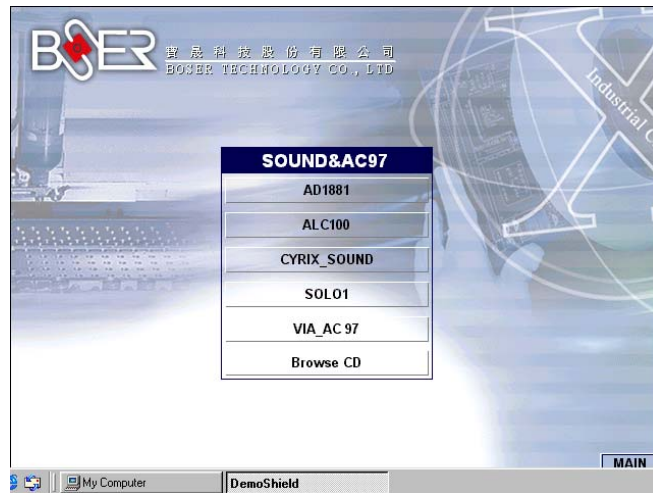 BOSER
寶晟科技股份有限公司
BOSER TECHNOLOGY CO., LTD
Industrial C
SOUND&AC97
AD1881
ALC100
CYRIX_SOUND
SOLO1
VIA_AC 97
Browse CD
MAIN
My Computer
DemoShield